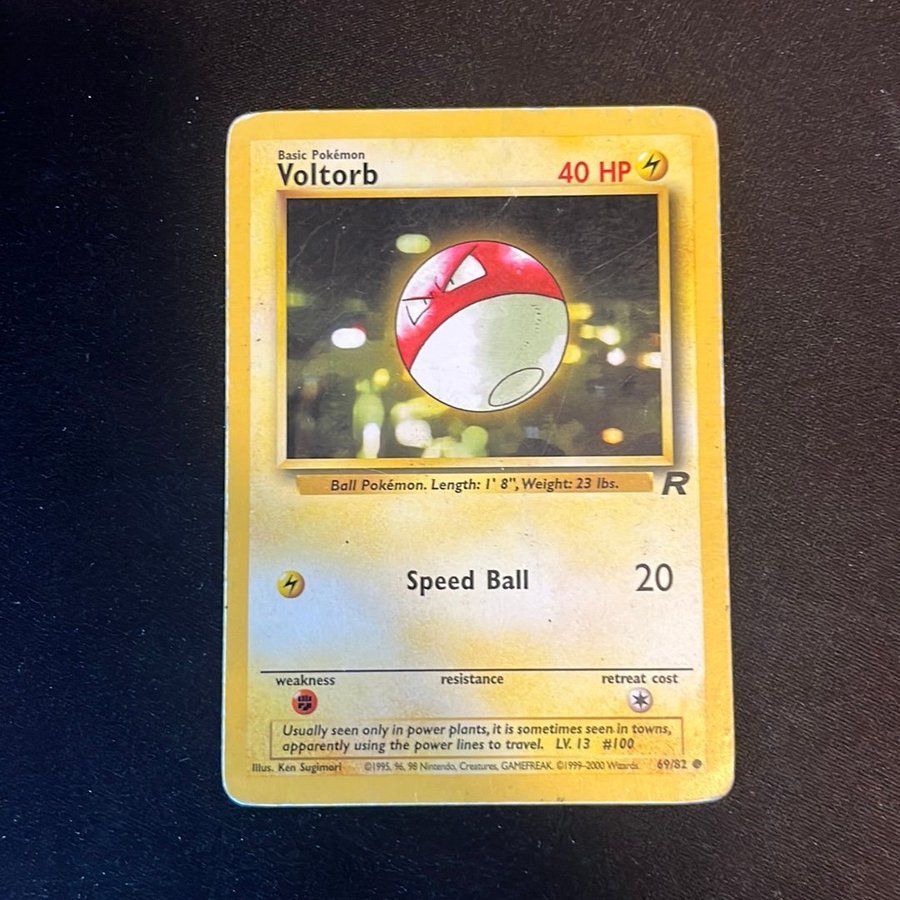 Basic Pokémon
Voltorb 40 HP
Ball Pokémon. Length: 1' 8", Weight: 23 lbs.
R
Speed Ball 20
weakness resistance retreat cost
Usually seen only in power plants, it is sometimes seen in towns,
apparently using the power lines to travel. LV. 13 #100
Illus. Ken Sugimori ©1995, 96, 98 Nintendo, Creatures, GAMEFREAK. ©1999-2000 Wizards. 69/82